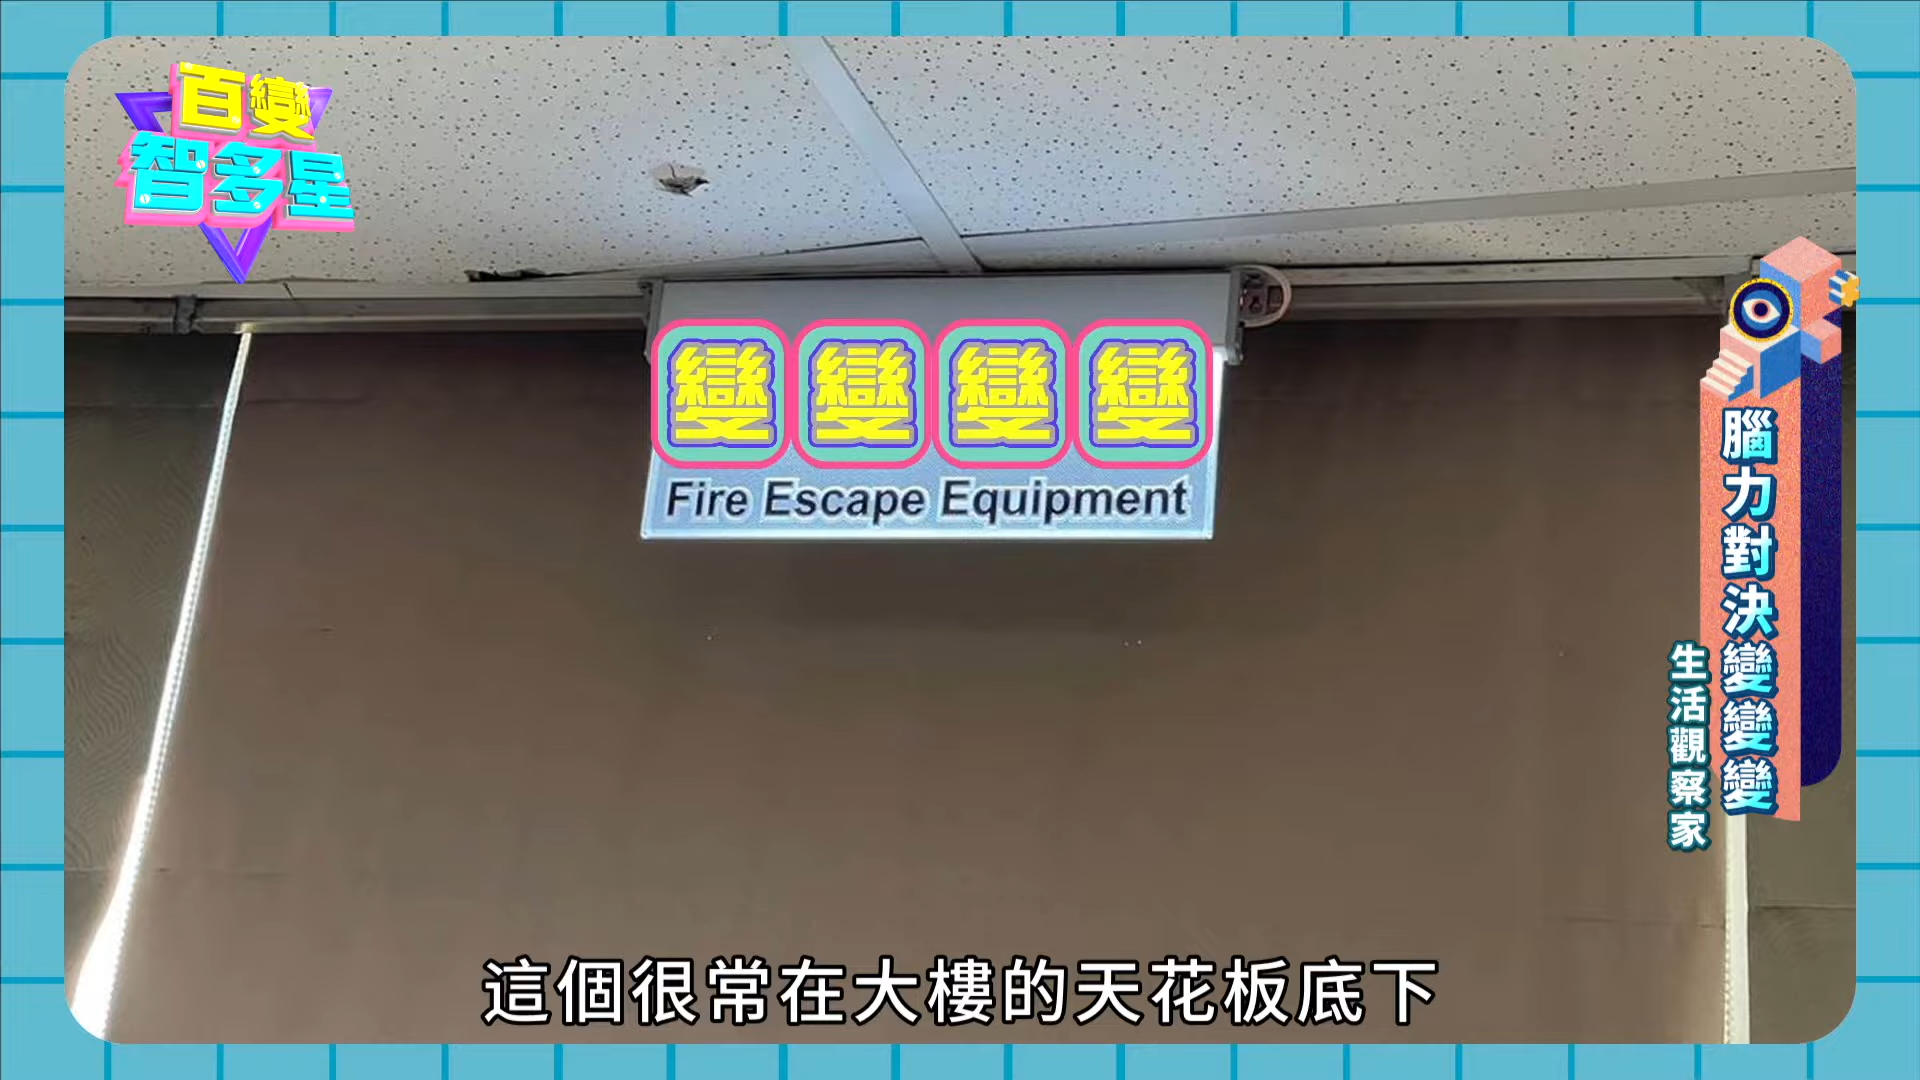 百變
智多星
變變變變
Fire Escape Equipment
腦力對決變變變
生活觀察家
這個很常在大樓的天花板底下